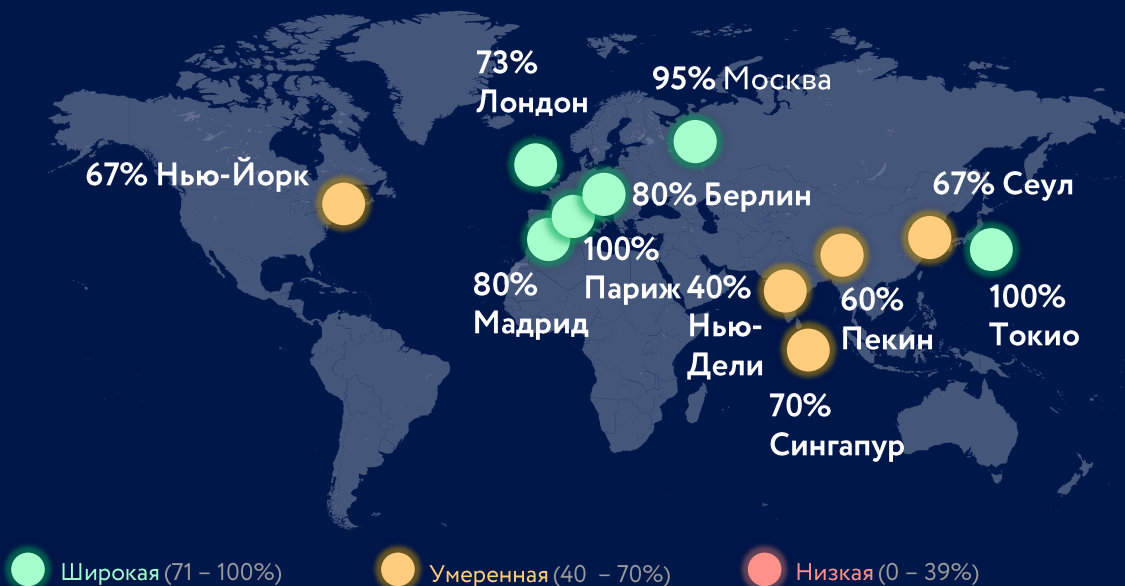 73%
Лондон
95% Москва
67% Нью-Йорк
80% Берлин
67% Сеул
100%
Париж
80%
Мадрид
40%
Нью-
Дели
60%
Пекин
100%
Токио
70%
Сингапур
Широкая (71 – 100%)
Умеренная (40 – 70%)
Низкая (0 – 39%)